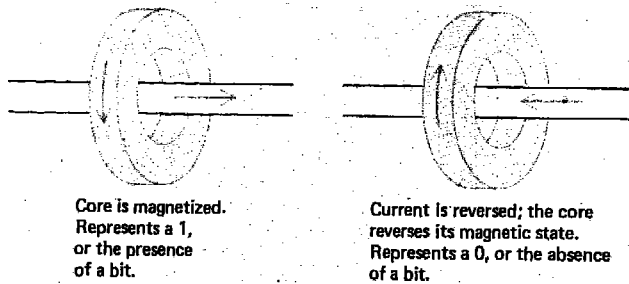 Core is magnetized.
Represents a 1,
or the presence
of a bit.
Current is reversed; the core
reverses its magnetic state.
Represents a 0, or the absence
of a bit.